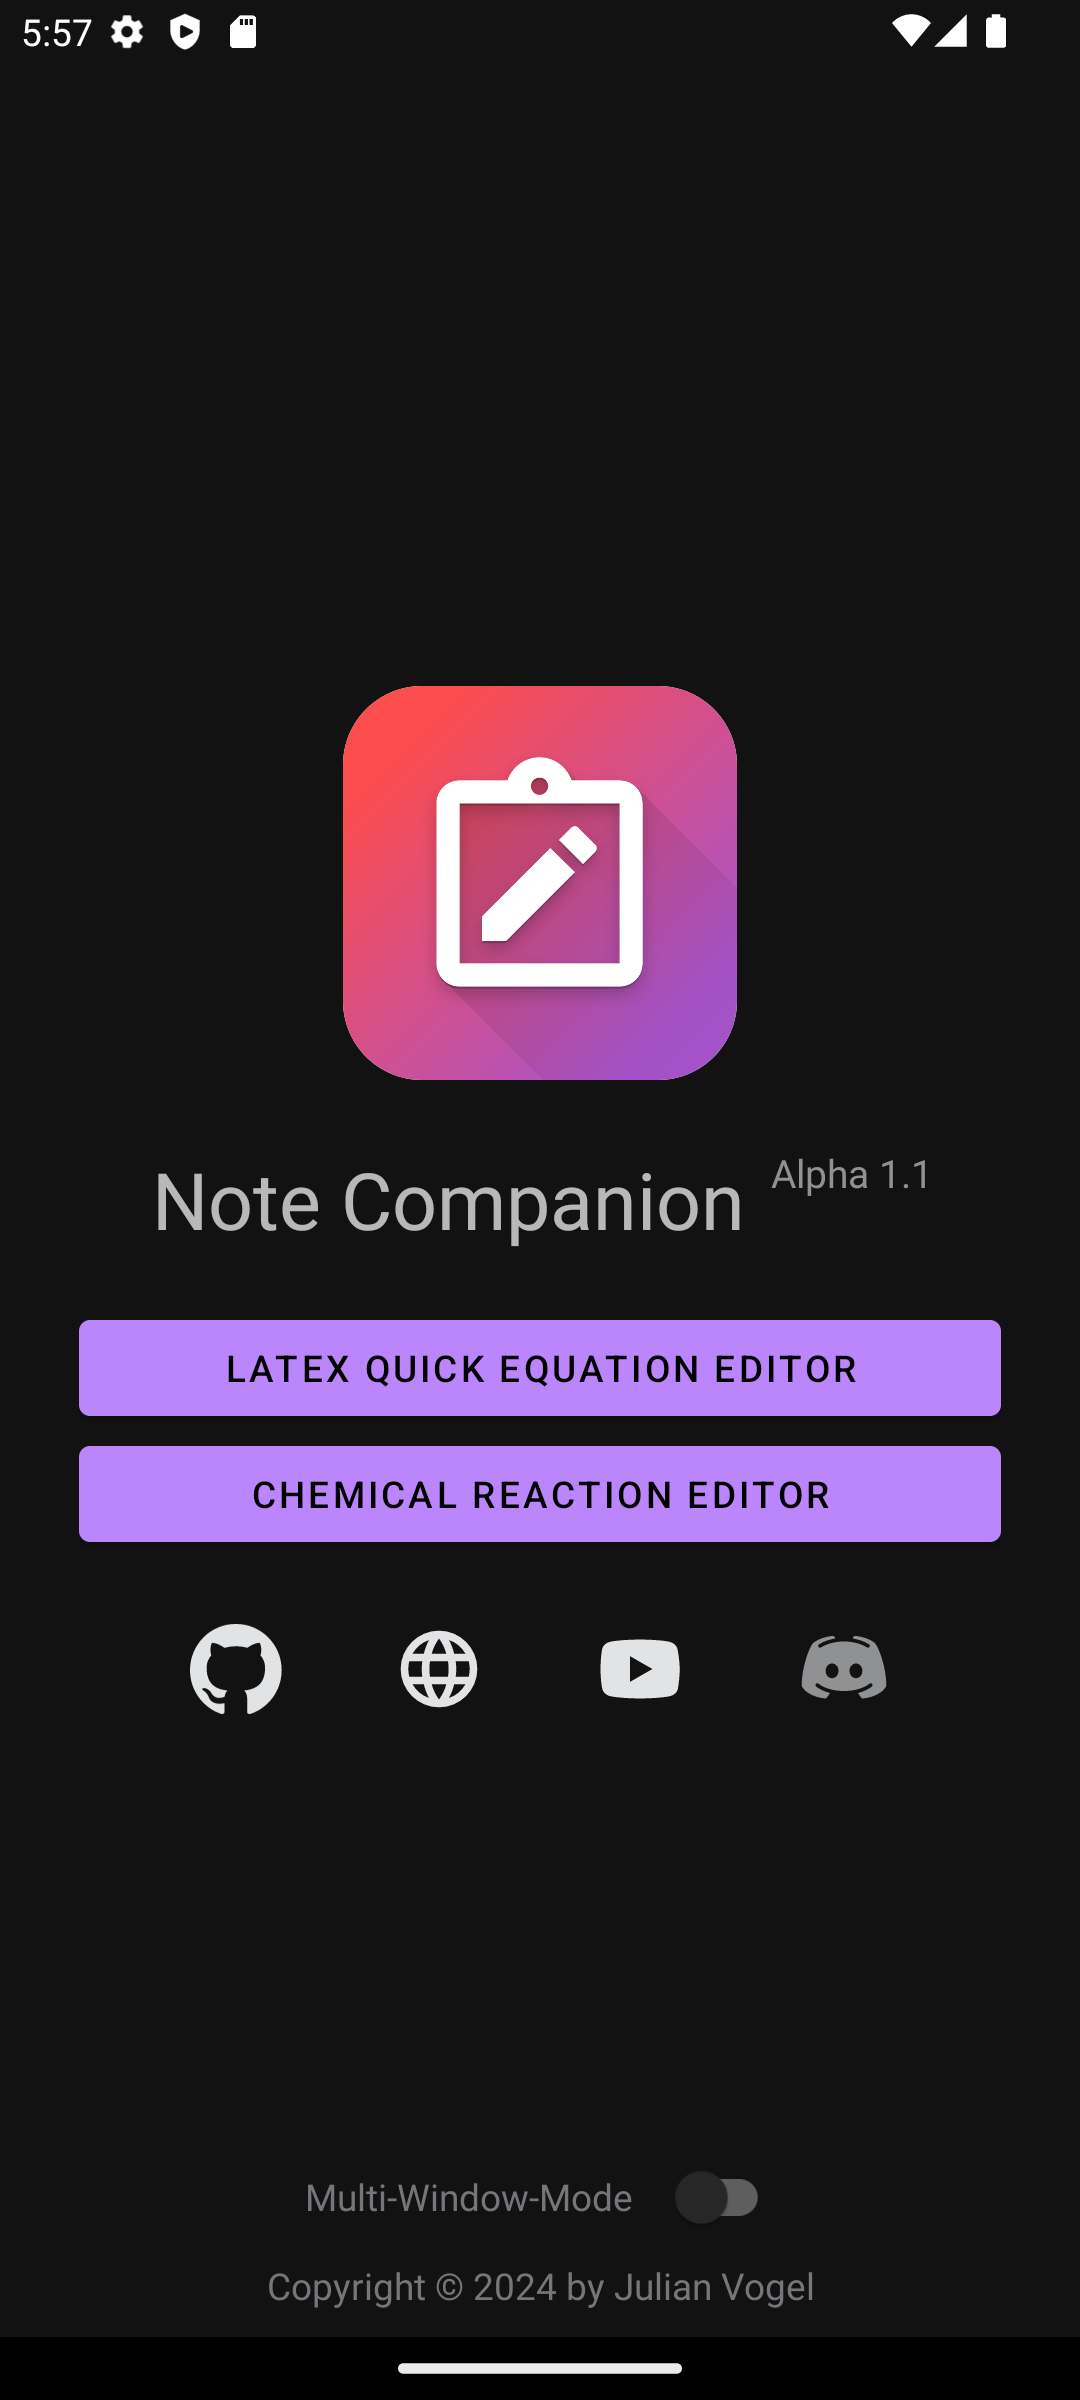 5:57
Note Companion Alpha 1.1
LATEX QUICK EQUATION EDITOR
CHEMICAL REACTION EDITOR
Multi-Window-Mode
Copyright © 2024 by Julian Vogel